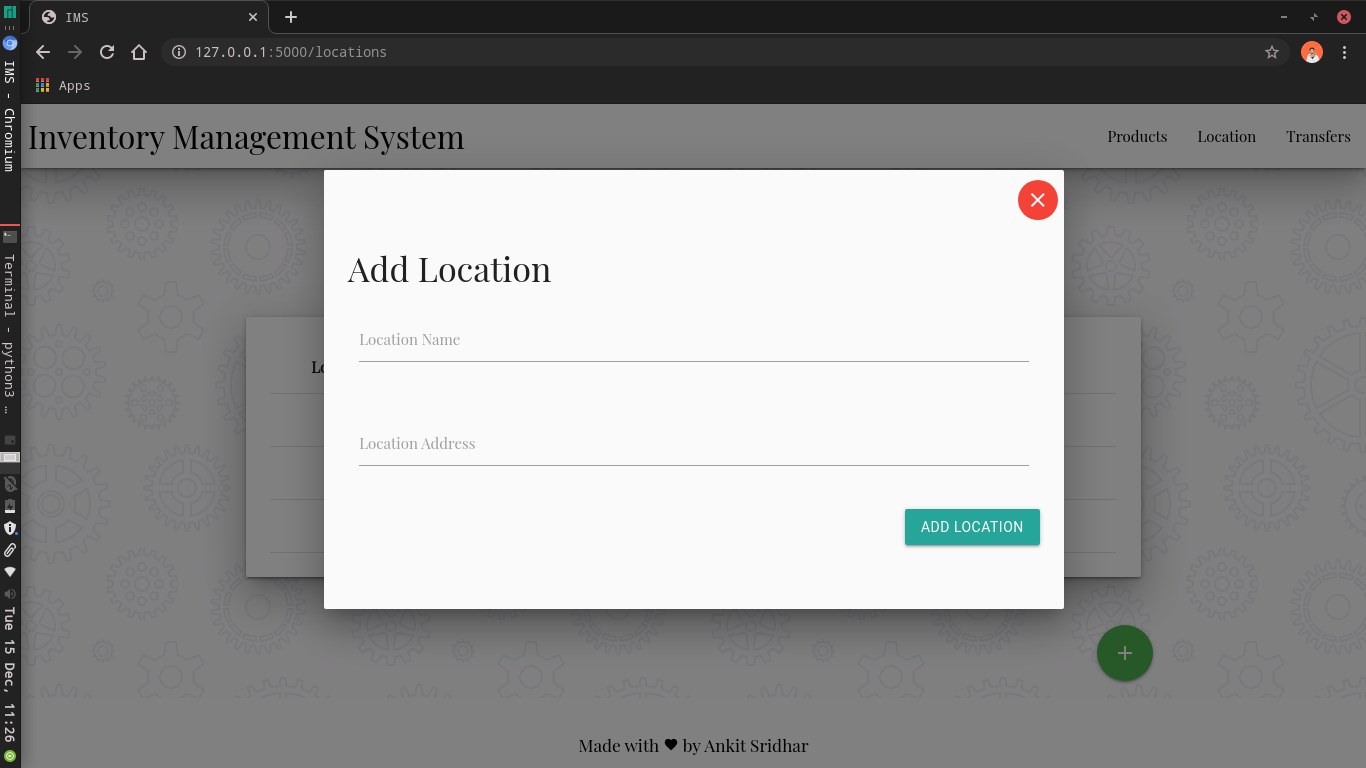 IMS
127.0.0.1:5000/locations
Apps
IMS - Chromium
Terminal - python3 …
Tue 15 Dec, 11:26
Inventory Management System
Products
Location
Transfers
Add Location
Location Name
Location Address
ADD LOCATION
Lo
Made with ♥ by Ankit Sridhar